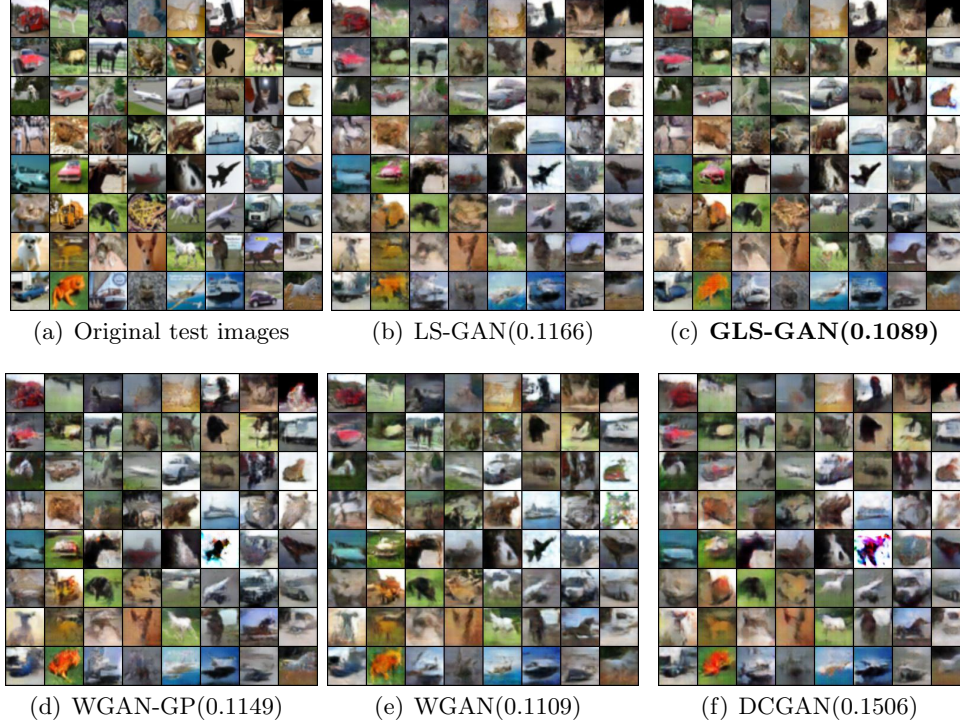 (a) Original test images
(b) LS-GAN(0.1166)
(c) GLS-GAN(0.1089)
(d) WGAN-GP(0.1149)
(e) WGAN(0.1109)
(f) DCGAN(0.1506)